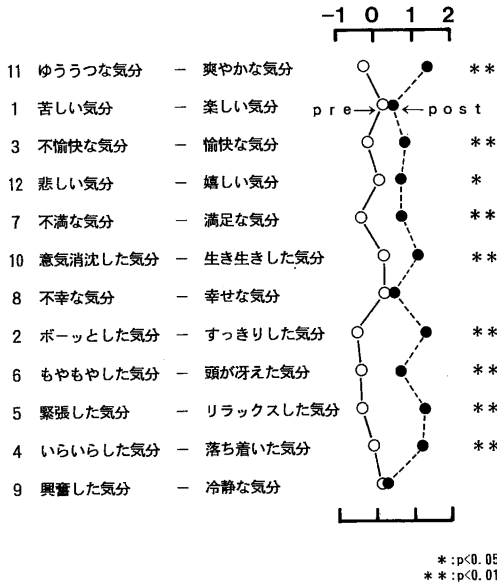 −1 0 1 2
11 ゆううつな気分 － 爽やかな気分 **
1 苦しい気分 － 楽しい気分 pre→ ←post
3 不愉快な気分 － 愉快な気分 **
12 悲しい気分 － 嬉しい気分 *
7 不満な気分 － 満足な気分 **
10 意気消沈した気分 － 生き生きした気分 **
8 不幸な気分 － 幸せな気分
2 ボーッとした気分 － すっきりした気分 **
6 もやもやした気分 － 頭が冴えた気分 **
5 緊張した気分 － リラックスした気分 **
4 いらいらした気分 － 落ち着いた気分 **
9 興奮した気分 － 冷静な気分
*:p<0.05
**:p<0.01